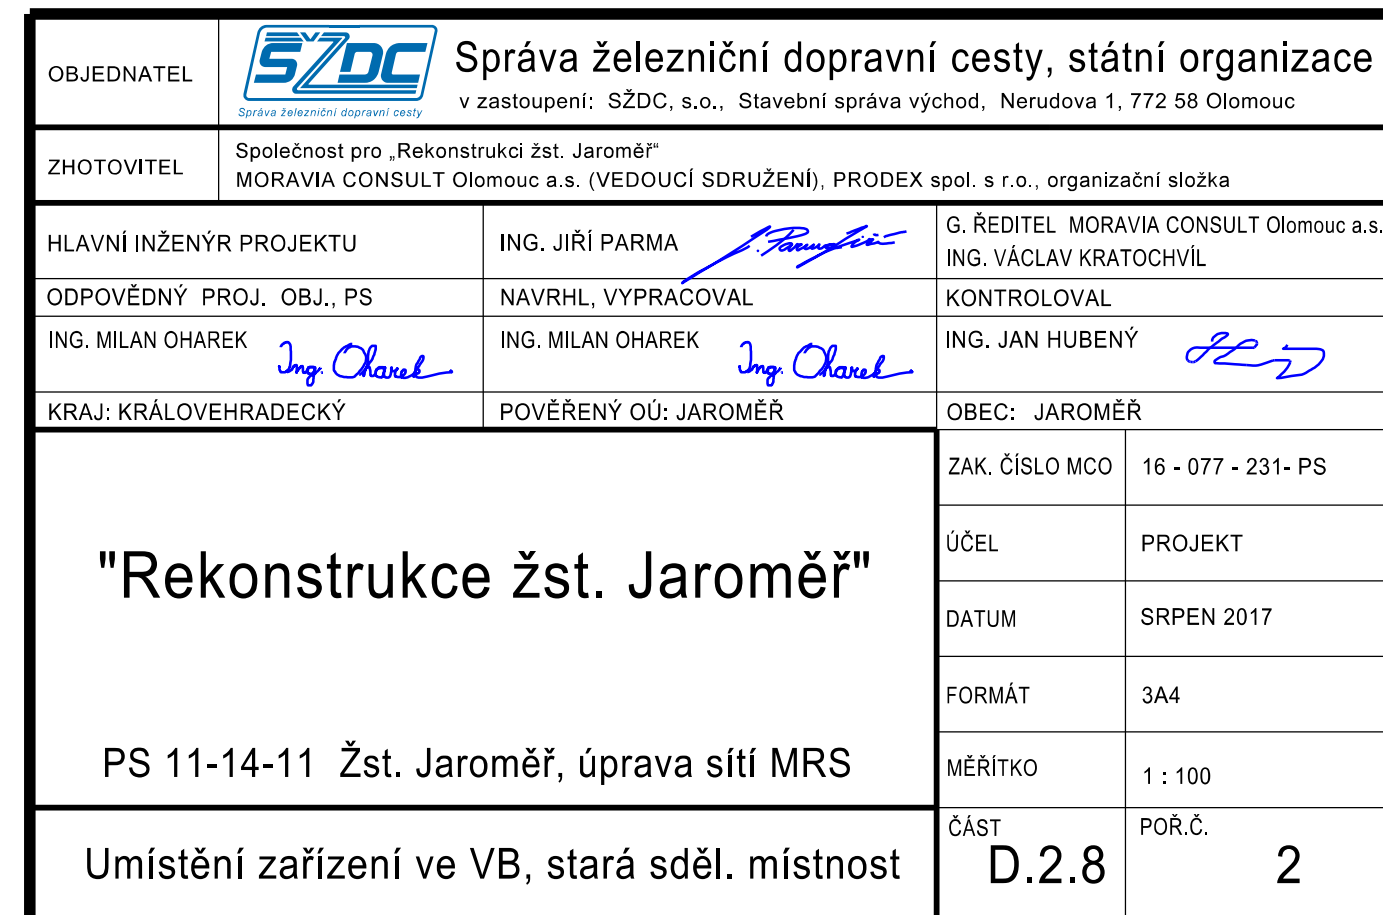 OBJEDNATEL
SŽDC
Správa železniční dopravní cesty
Správa železniční dopravní cesty, státní organizace
v zastoupení: SŽDC, s.o., Stavební správa východ, Nerudova 1, 772 58 Olomouc
ZHOTOVITEL
Společnost pro „Rekonstrukci žst. Jaroměř“
MORAVIA CONSULT Olomouc a.s. (VEDOUCÍ SDRUŽENÍ), PRODEX spol. s r.o., organizační složka
HLAVNÍ INŽENÝR PROJEKTU
ING. JIŘÍ PARMA
J. Parma Jiří
G. ŘEDITEL MORAVIA CONSULT Olomouc a.s.
ING. VÁCLAV KRATOCHVÍL
ODPOVĚDNÝ PROJ. OBJ., PS
NAVRHL, VYPRACOVAL
KONTROLOVAL
ING. MILAN OHAREK
Ing. Oharek
ING. MILAN OHAREK
Ing. Oharek
ING. JAN HUBENÝ
KRAJ: KRÁLOVEHRADECKÝ
POVĚŘENÝ OÚ: JAROMĚŘ
OBEC: JAROMĚŘ
"Rekonstrukce žst. Jaroměř"
PS 11-14-11 Žst. Jaroměř, úprava sítí MRS
Umístění zařízení ve VB, stará sděl. místnost
ZAK. ČÍSLO MCO
16 - 077 - 231- PS
ÚČEL
PROJEKT
DATUM
SRPEN 2017
FORMÁT
3A4
MĚŘÍTKO
1 : 100
ČÁST
D.2.8
POŘ.Č.
2